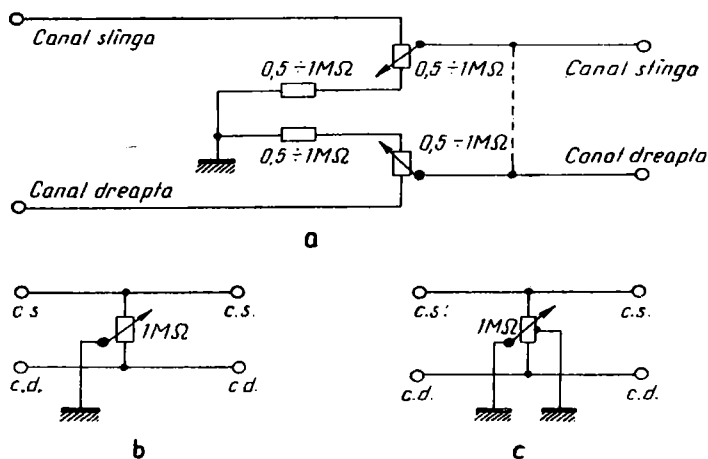 Canal stînga
0,5 ÷ 1MΩ
0,5 ÷ 1MΩ
Canal stînga
0,5 ÷ 1MΩ
0,5 ÷ 1MΩ
Canal dreapta
Canal dreapta
a
c.s
c.s.
1MΩ
c.d.
c.d.
b
c.s.
c.s.
1MΩ
c.d.
c.d.
c